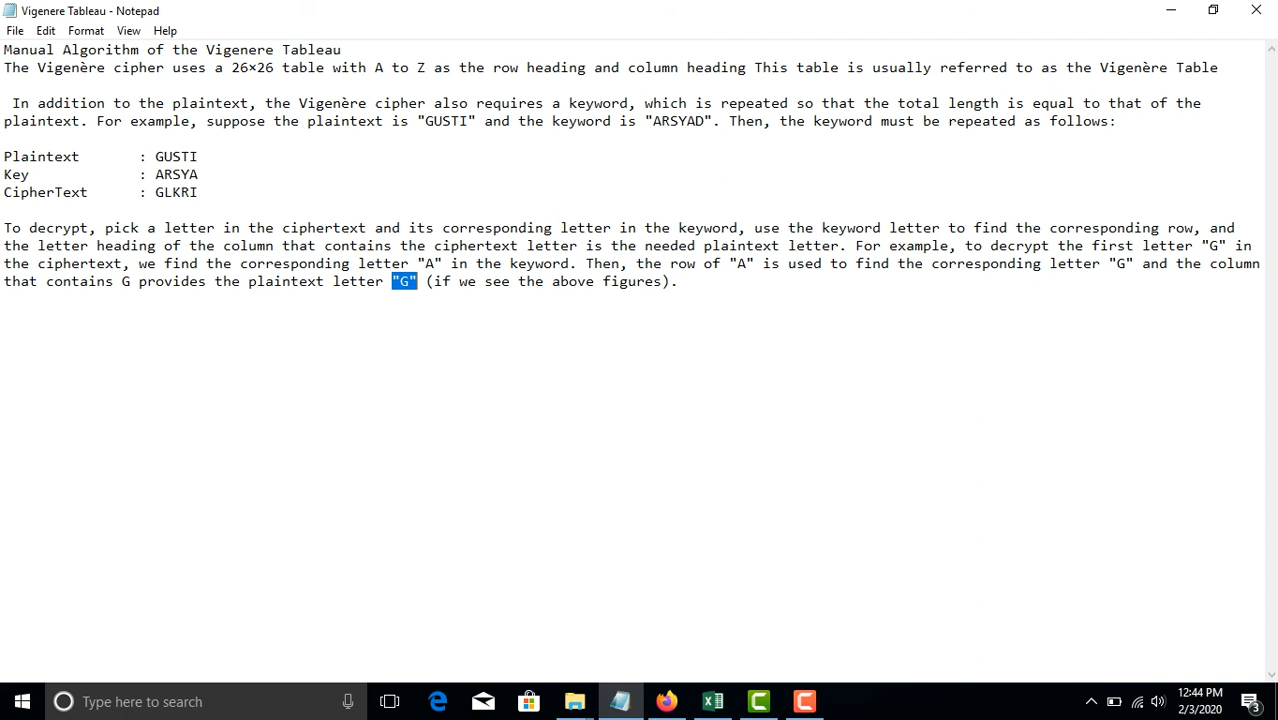 Vigenere Tableau - Notepad
File Edit Format View Help
Manual Algorithm of the Vigenere Tableau
The Vigenère cipher uses a 26×26 table with A to Z as the row heading and column heading This table is usually referred to as the Vigenère Table
In addition to the plaintext, the Vigenère cipher also requires a keyword, which is repeated so that the total length is equal to that of the
plaintext. For example, suppose the plaintext is "GUSTI" and the keyword is "ARSYAD". Then, the keyword must be repeated as follows:
Plaintext : GUSTI
Key : ARSYA
CipherText : GLKRI
To decrypt, pick a letter in the ciphertext and its corresponding letter in the keyword, use the keyword letter to find the corresponding row, and
the letter heading of the column that contains the ciphertext letter is the needed plaintext letter. For example, to decrypt the first letter "G" in
the ciphertext, we find the corresponding letter "A" in the keyword. Then, the row of "A" is used to find the corresponding letter "G" and the column
that contains G provides the plaintext letter "G" (if we see the above figures).
Type here to search
12:44 PM
2/3/2020
3